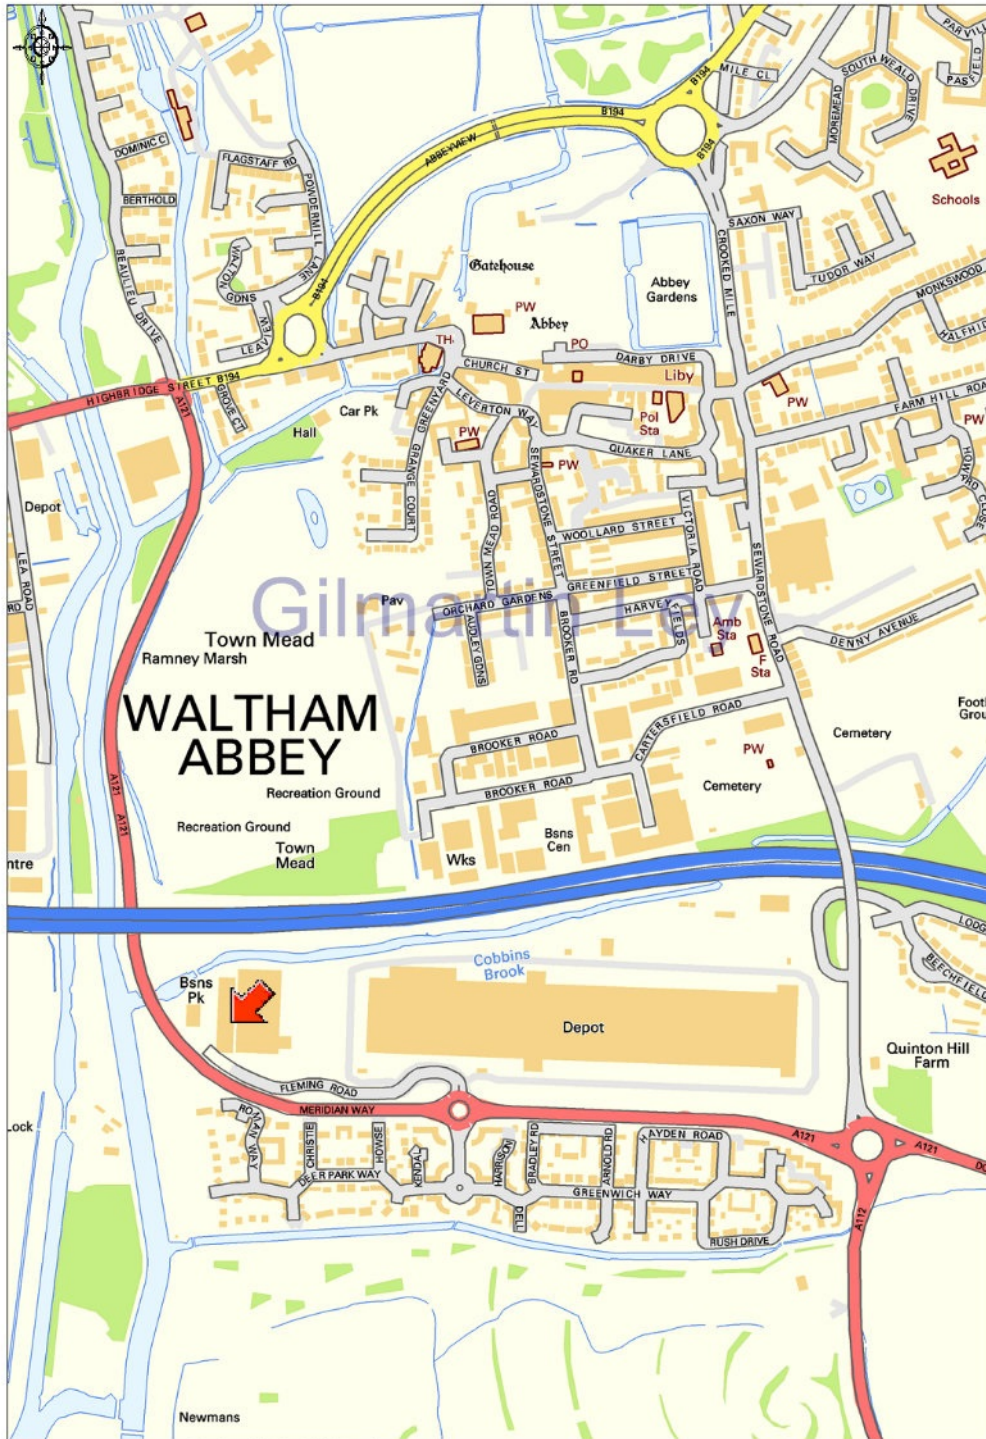 PARVILL
SOUTH WEALD DRIVE
PASFIELD
MILE CL
B194
MOREMEAD
B194
ABBEYVIEW
B194
DOMINIC C
FLAGSTAFF RD
POWDERMILL LANE
BERTHOLD
Schools
SAXON WAY
TUDOR WAY
CROOKED MILE
BEAULIEU DRIVE
WALTON GDNS
Gatehouse
Abbey
Gardens
MONKSWOOD
B194
PW
Abbey
HALFHID
LEAVIEW
TH
PO
DARBY DRIVE
CHURCH ST
Liby
HIGHBRIDGE STREET B194
A121
GROVE CT
GREENYARD
LEVERTON WAY
PW
FARM HILL ROA
Car Pk
Hall
PW
Pol
Sta
PW
QUAKER LANE
PW
HOWARD CLOSE
GRANGE COURT
SEWARDSTONE STREET
Depot
TOWN MEAD ROAD
VICTORIA ROAD
WOOLLARD STREET
LEA ROAD
RD
SEWARDSTONE ROAD
GREENFIELD STREET
Gilmartin Ley
Pav
ORCHARD GARDENS
HARVEY FIELDS
AUDLEY GDNS
BROOKER RD
Amb
Sta
DENNY AVENUE
Town Mead
Ramney Marsh
F
Sta
WALTHAM
ABBEY
CARTERSFIELD ROAD
Footb
Grou
Cemetery
BROOKER ROAD
PW
A121
BROOKER ROAD
Cemetery
Recreation Ground
A121
Recreation Ground
Bsns
Cen
Town
Mead
Wks
ntre
LODG
Cobbins
Brook
BEECHFIELD
Bsns
Pk
Depot
Quinton Hill
Farm
FLEMING ROAD
MERIDIAN WAY
Lock
ROMAN WAY
CHRISTIE
HOWSE
KENDAL
HARRISON
BRADLEY RD
ARNOLD RD
HAYDEN ROAD
A121
A121
DEER PARK WAY
GREENWICH WAY
DELL
A112
RUSH DRIVE
Newmans